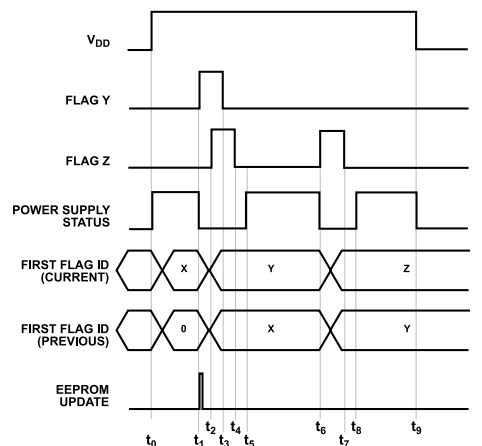 VDD
FLAG Y
FLAG Z
POWER SUPPLY
STATUS
FIRST FLAG ID
(CURRENT)
X
Y
Z
FIRST FLAG ID
(PREVIOUS)
0
X
Y
EEPROM
UPDATE
t0
t1
t2
t3
t4
t5
t6
t7
t8
t9